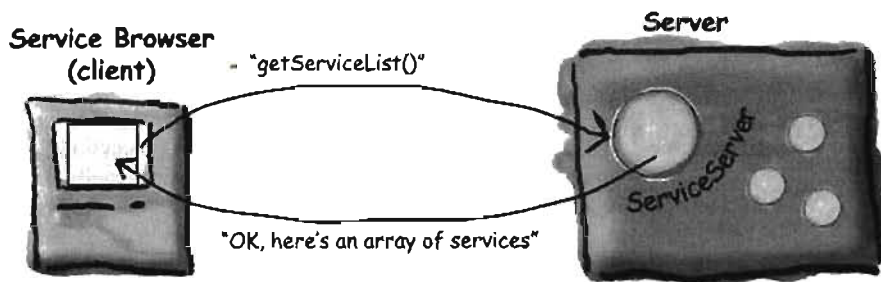 Server
Service Browser
(client)
"getServiceList()"
ServiceServer
"OK, here's an array of services"